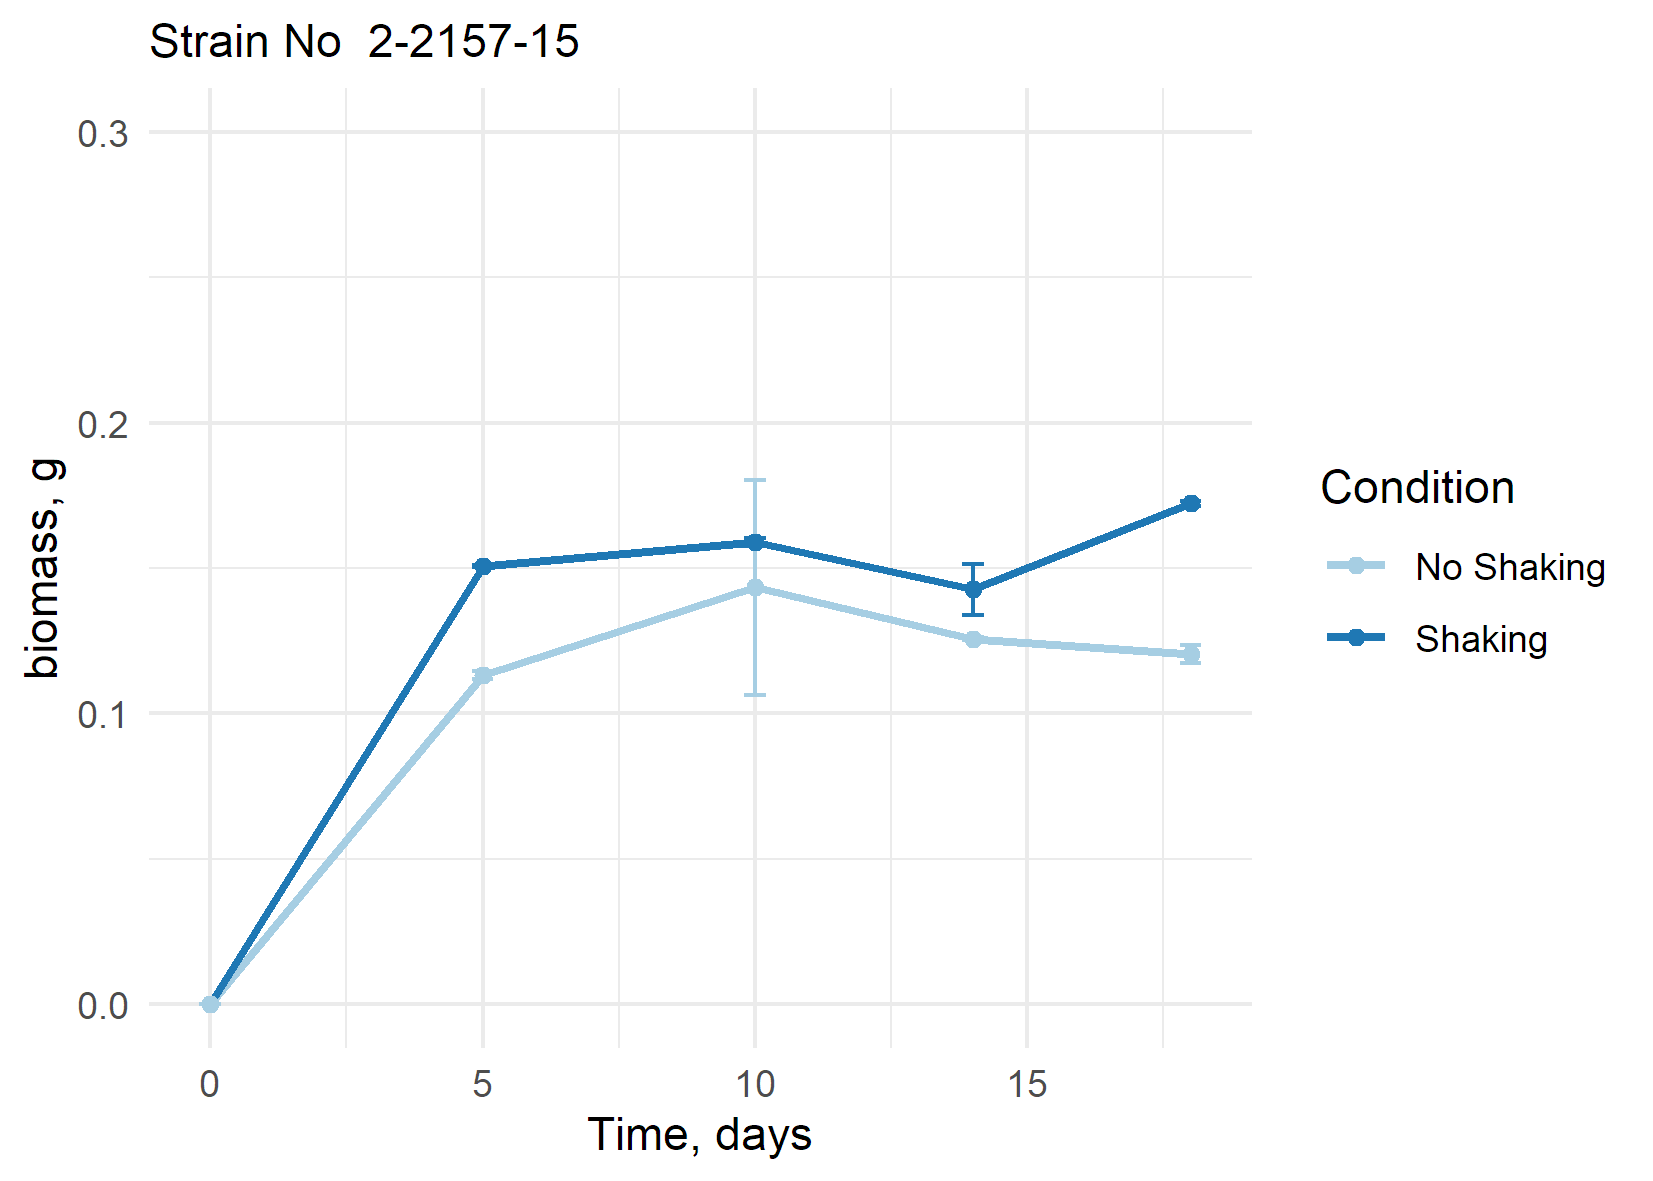 Strain No  2-2157-15
0.3
0.2
0.1
0.0
biomass, g
0 5 10 15
Time, days
Condition
No Shaking
Shaking